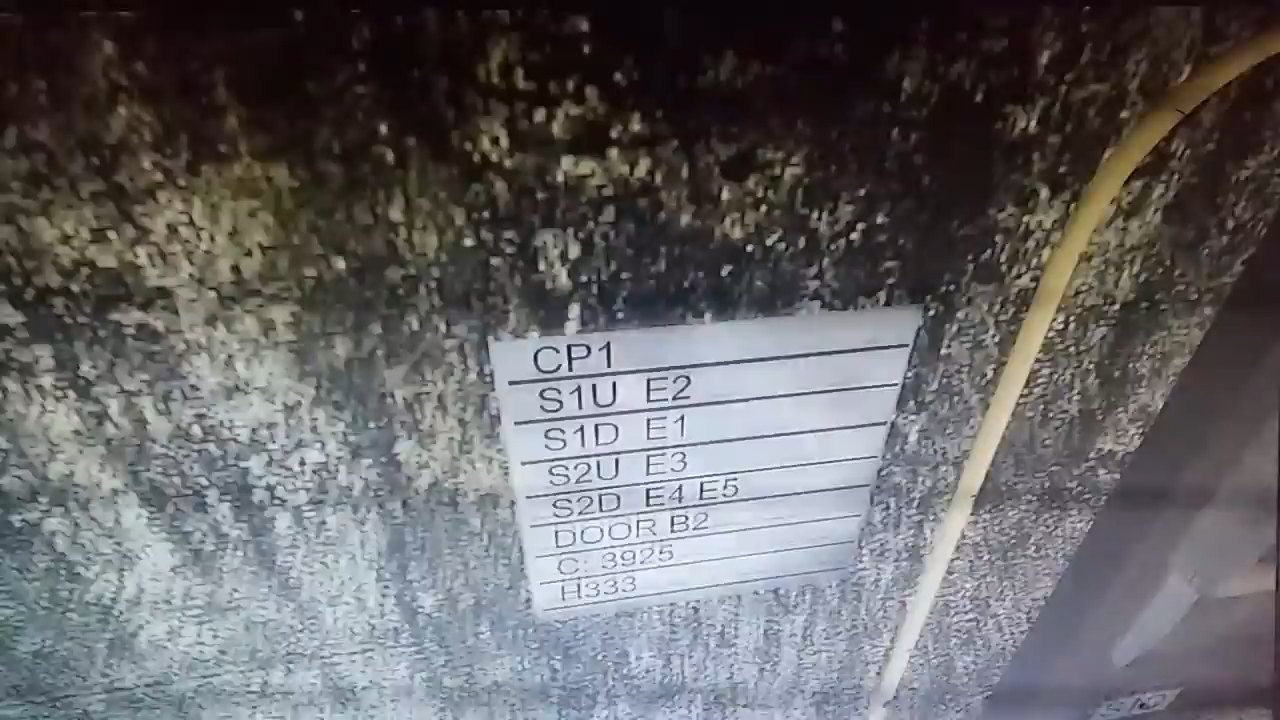 CP1
S1U E2
S1D E1
S2U E3
S2D E4 E5
DOOR B2
C: 3925
H333